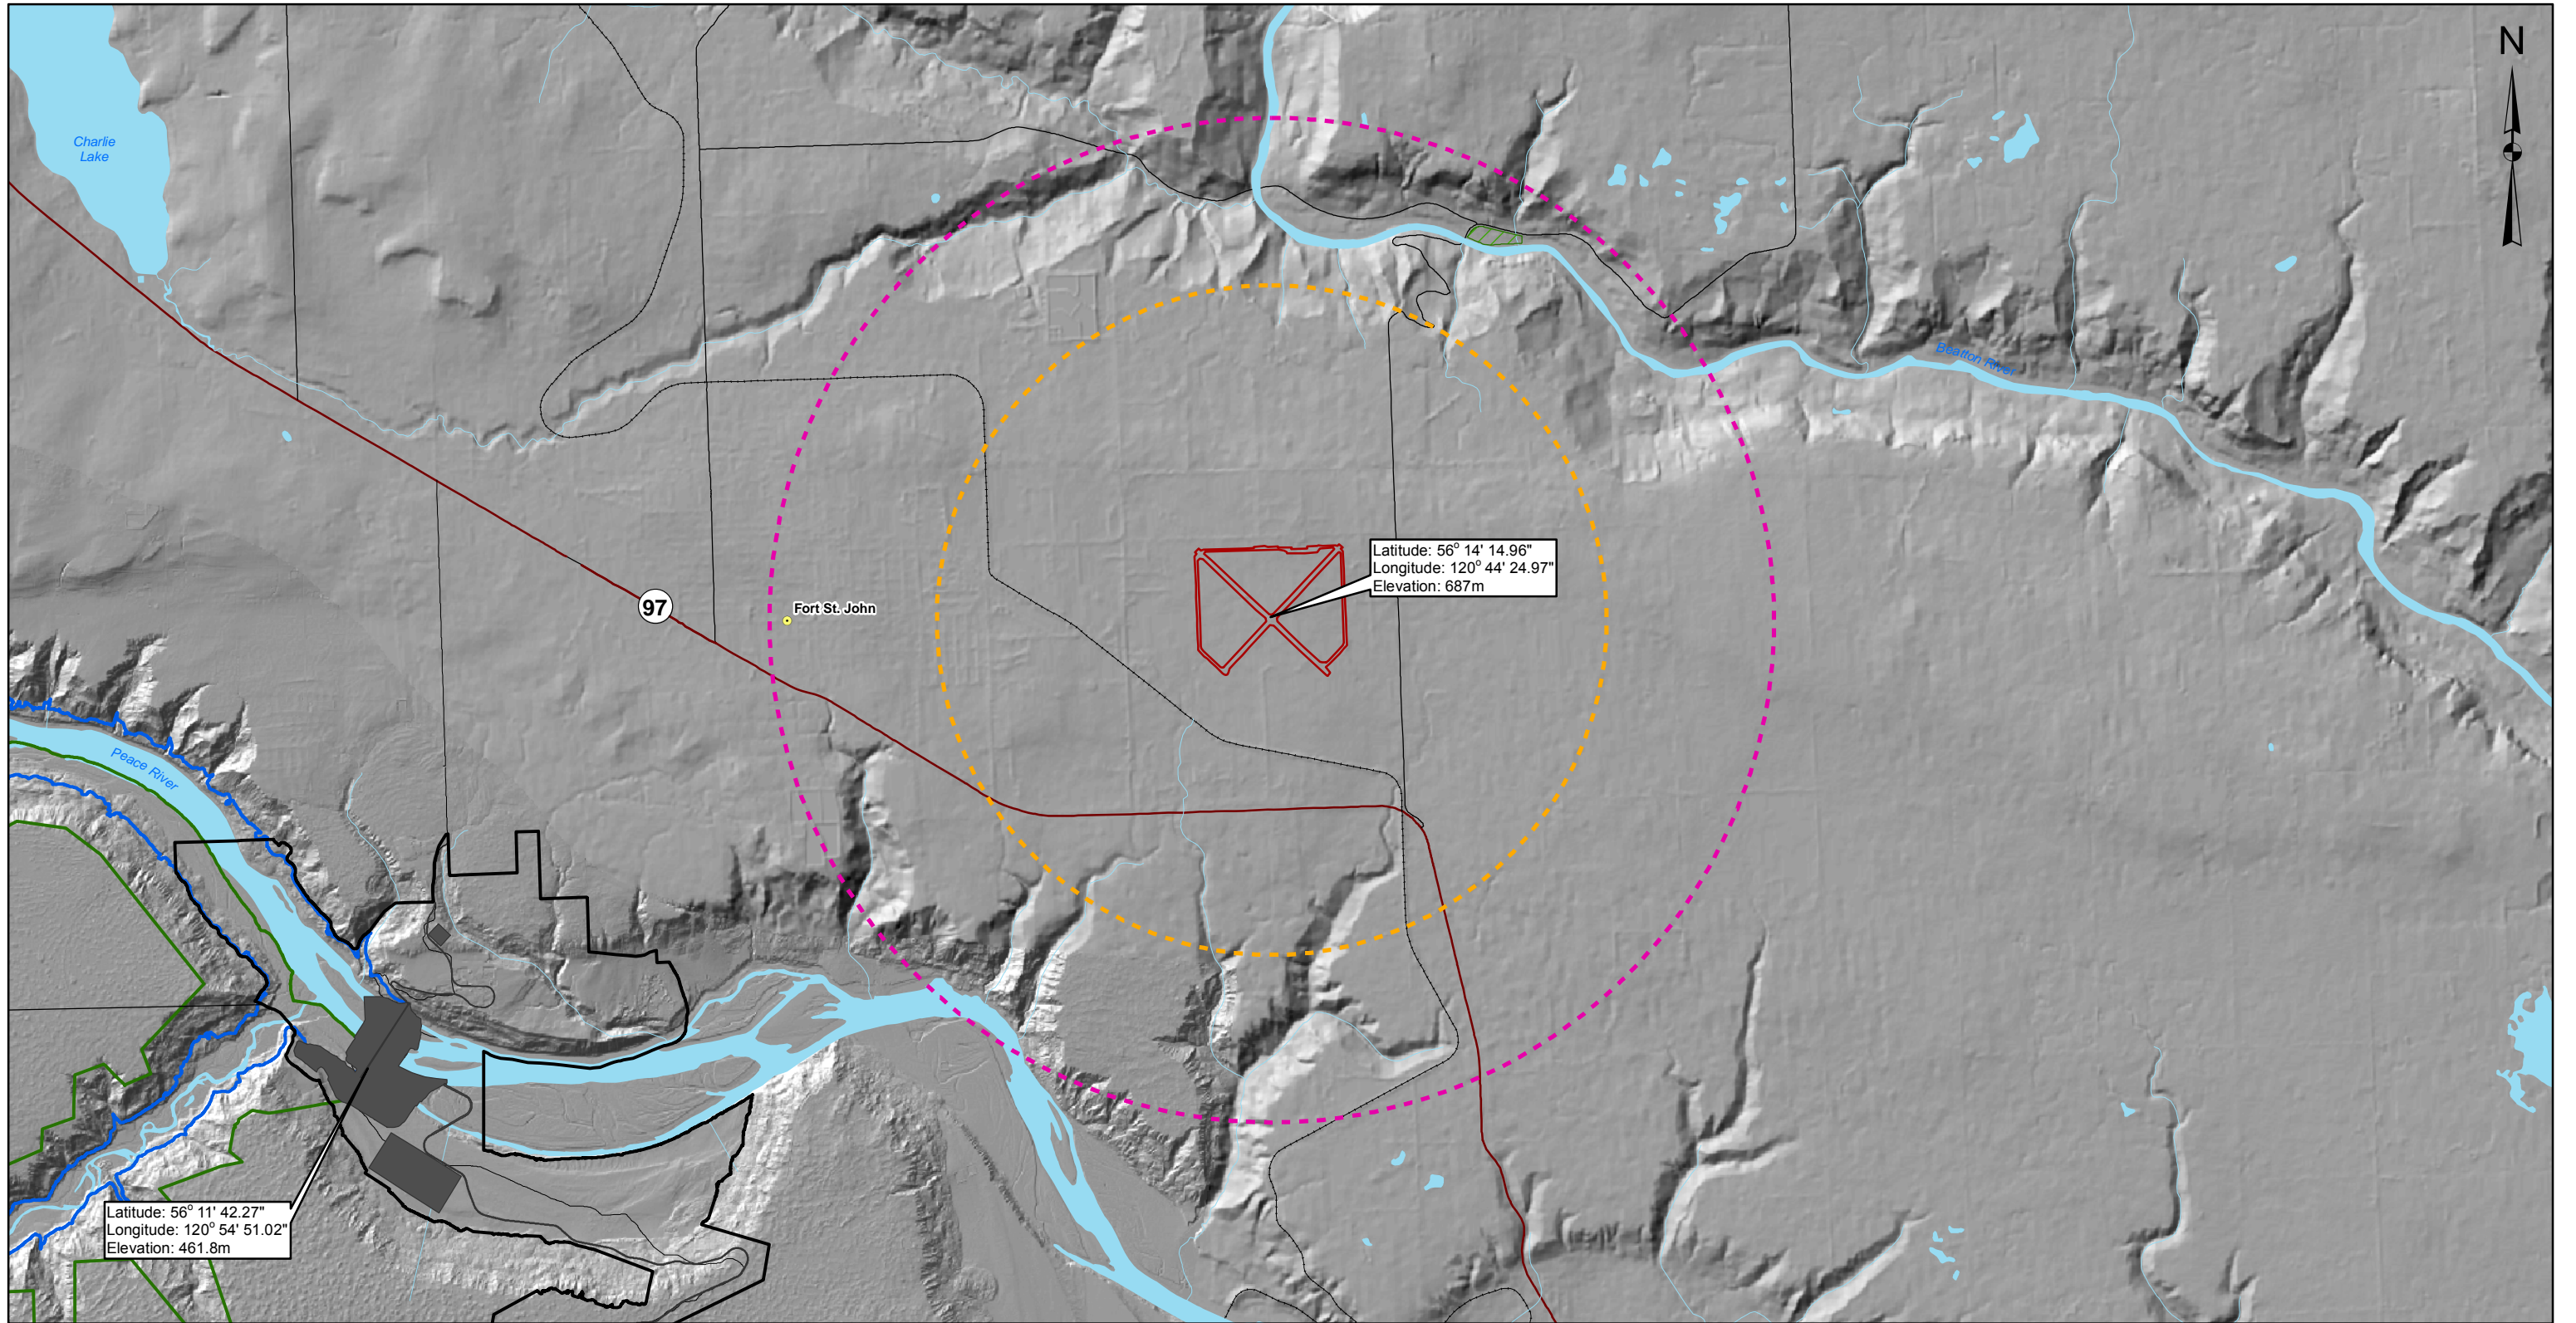 N
Charlie
Lake
Beatton River
Latitude: 56° 14' 14.96"
Longitude: 120° 44' 24.97"
Elevation: 687m
97
Fort St. John
Peace River
Latitude: 56° 11' 42.27"
Longitude: 120° 54' 51.02"
Elevation: 461.8m